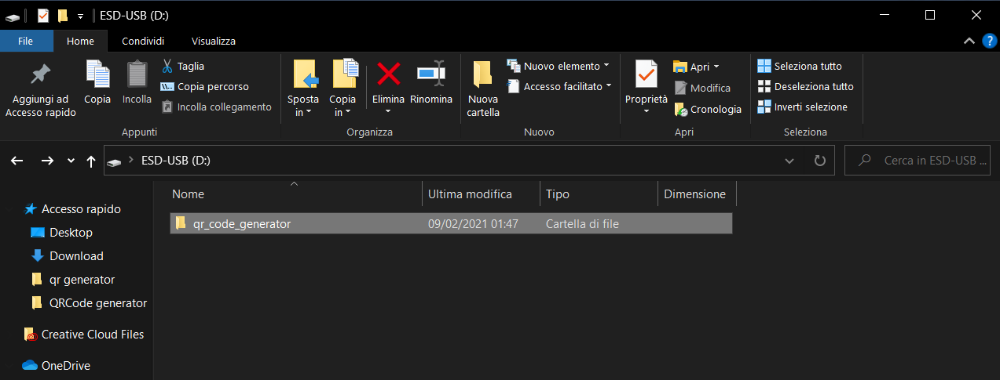 ESD-USB (D:)
File Home Condividi Visualizza
?
Aggiungi ad
Accesso rapido
Copia
Incolla
Taglia
Copia percorso
Incolla collegamento
Appunti
Sposta
in
Copia
in
Elimina
Rinomina
Organizza
Nuova
cartella
Nuovo elemento
Accesso facilitato
Nuovo
Proprietà
Apri
Modifica
Cronologia
Apri
Seleziona tutto
Deseleziona tutto
Inverti selezione
Seleziona
ESD-USB (D:)
Cerca in ESD-USB ...
Nome Ultima modifica Tipo Dimensione
qr_code_generator 09/02/2021 01:47 Cartella di file
Accesso rapido
Desktop
Download
qr generator
QRCode generator
Creative Cloud Files
OneDrive